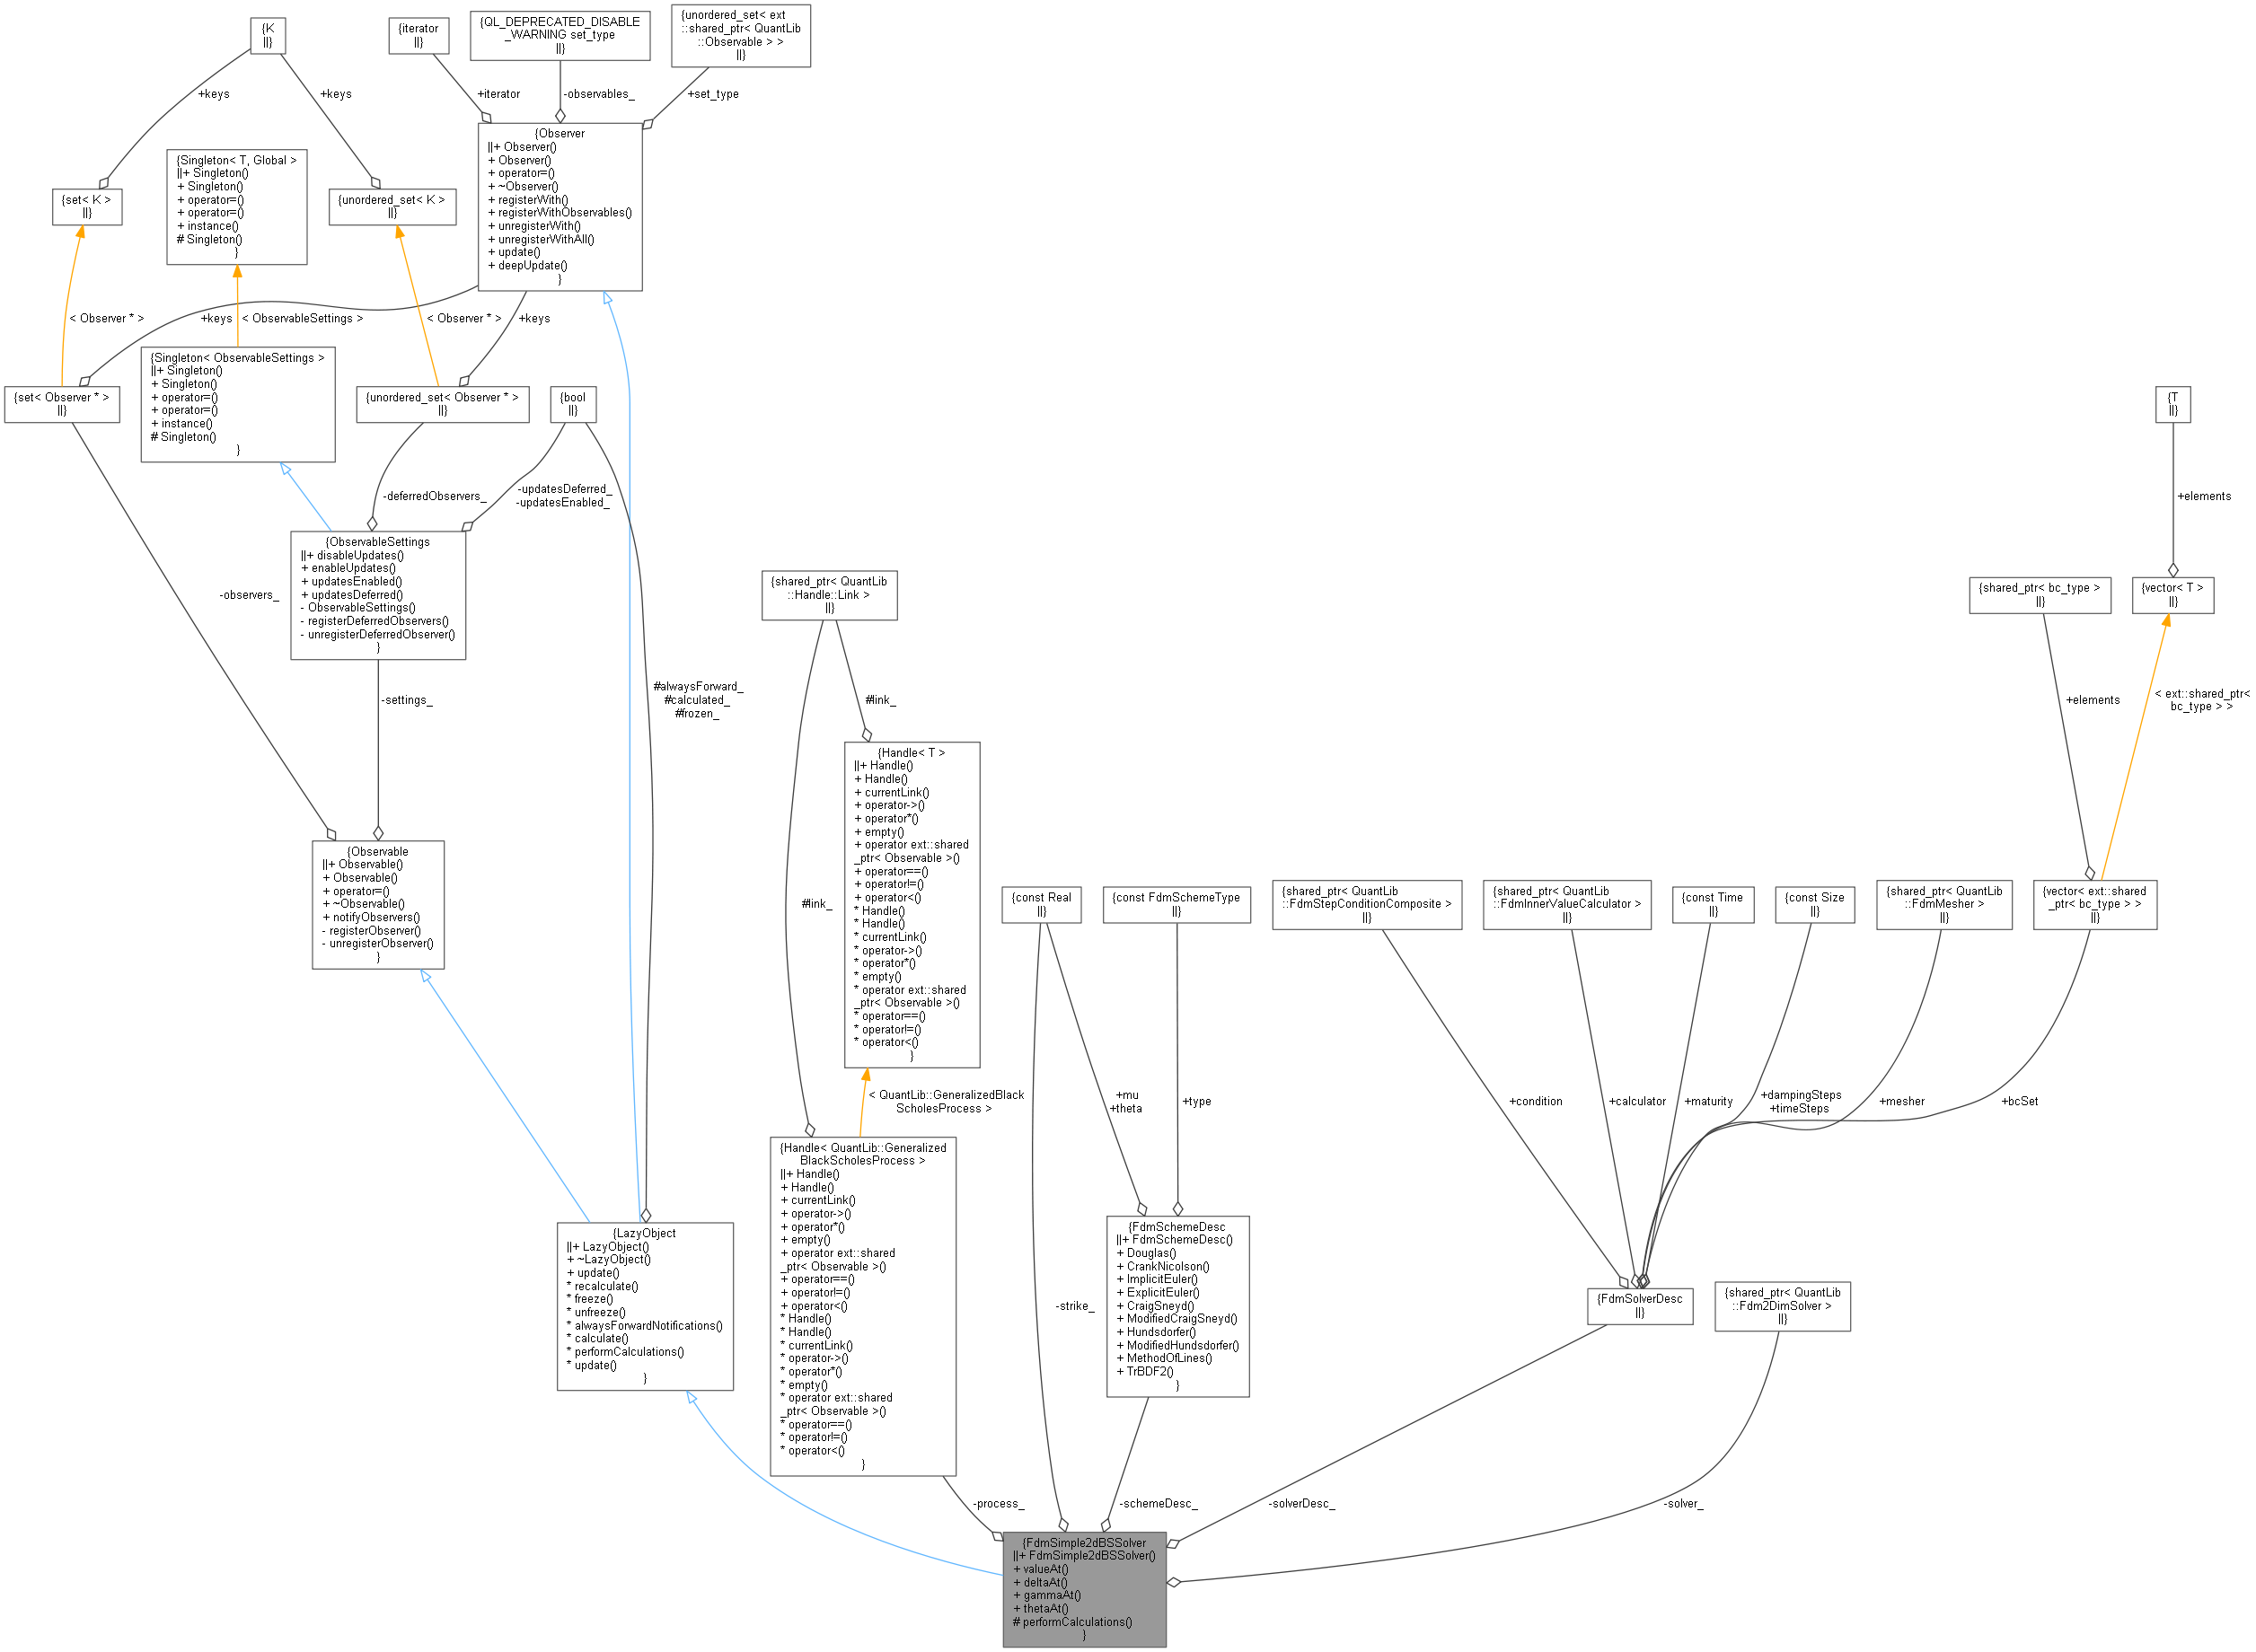 {K
||}
{iterator
||}
{QL_DEPRECATED_DISABLE
_WARNING set_type
||}
{unordered_set< ext
::shared_ptr< QuantLib
::Observable > >
||}
+keys
+keys
+iterator
-observables_
+set_type
{set< K >
||}
{Singleton< T, Global >
||+ Singleton()
+ Singleton()
+ operator=()
+ operator=()
+ instance()
# Singleton()
}
{unordered_set< K >
||}
{Observer
||+ Observer()
+ Observer()
+ operator=()
+ ~Observer()
+ registerWith()
+ registerWithObservables()
+ unregisterWith()
+ unregisterWithAll()
+ update()
+ deepUpdate()
}
< Observer * >
+keys
< ObservableSettings >
< Observer * >
+keys
{set< Observer * >
||}
{Singleton< ObservableSettings >
||+ Singleton()
+ Singleton()
+ operator=()
+ operator=()
+ instance()
# Singleton()
}
{unordered_set< Observer * >
||}
{bool
||}
{T
||}
-deferredObservers_
-updatesDeferred_
-updatesEnabled_
+elements
-observers_
{ObservableSettings
||+ disableUpdates()
+ enableUpdates()
+ updatesEnabled()
+ updatesDeferred()
- ObservableSettings()
- registerDeferredObservers()
- unregisterDeferredObserver()
}
{shared_ptr< QuantLib
::Handle::Link >
||}
{shared_ptr< bc_type >
||}
{vector< T >
||}
-settings_
#alwaysForward_
#calculated_
#frozen_
#link_
+elements
< ext::shared_ptr<
bc_type > >
{Observable
||+ Observable()
+ Observable()
+ operator=()
+ ~Observable()
+ notifyObservers()
- registerObserver()
- unregisterObserver()
}
#link_
{Handle< T >
||+ Handle()
+ Handle()
+ currentLink()
+ operator->()
+ operator*()
+ empty()
+ operator ext::shared
_ptr< Observable >()
+ operator==()
+ operator!=()
+ operator<()
* Handle()
* Handle()
* currentLink()
* operator->()
* operator*()
* empty()
* operator ext::shared
_ptr< Observable >()
* operator==()
* operator!=()
* operator<()
}
{const Real
||}
{const FdmSchemeType
||}
{shared_ptr< QuantLib
::FdmStepConditionComposite >
||}
{shared_ptr< QuantLib
::FdmInnerValueCalculator >
||}
{const Time
||}
{const Size
||}
{shared_ptr< QuantLib
::FdmMesher >
||}
{vector< ext::shared
_ptr< bc_type > >
||}
< QuantLib::GeneralizedBlack
ScholesProcess >
+mu
+theta
+type
+condition
+calculator
+maturity
+dampingSteps
+timeSteps
+mesher
+bcSet
{LazyObject
||+ LazyObject()
+ ~LazyObject()
+ update()
* recalculate()
* freeze()
* unfreeze()
* alwaysForwardNotifications()
* calculate()
* performCalculations()
* update()
}
{Handle< QuantLib::Generalized
BlackScholesProcess >
||+ Handle()
+ Handle()
+ currentLink()
+ operator->()
+ operator*()
+ empty()
+ operator ext::shared
_ptr< Observable >()
+ operator==()
+ operator!=()
+ operator<()
* Handle()
* Handle()
* currentLink()
* operator->()
* operator*()
* empty()
* operator ext::shared
_ptr< Observable >()
* operator==()
* operator!=()
* operator<()
}
-strike_
{FdmSchemeDesc
||+ FdmSchemeDesc()
+ Douglas()
+ CrankNicolson()
+ ImplicitEuler()
+ ExplicitEuler()
+ CraigSneyd()
+ ModifiedCraigSneyd()
+ Hundsdorfer()
+ ModifiedHundsdorfer()
+ MethodOfLines()
+ TrBDF2()
}
{FdmSolverDesc
||}
{shared_ptr< QuantLib
::Fdm2DimSolver >
||}
-process_
-schemeDesc_
-solverDesc_
-solver_
{FdmSimple2dBSSolver
||+ FdmSimple2dBSSolver()
+ valueAt()
+ deltaAt()
+ gammaAt()
+ thetaAt()
# performCalculations()
}